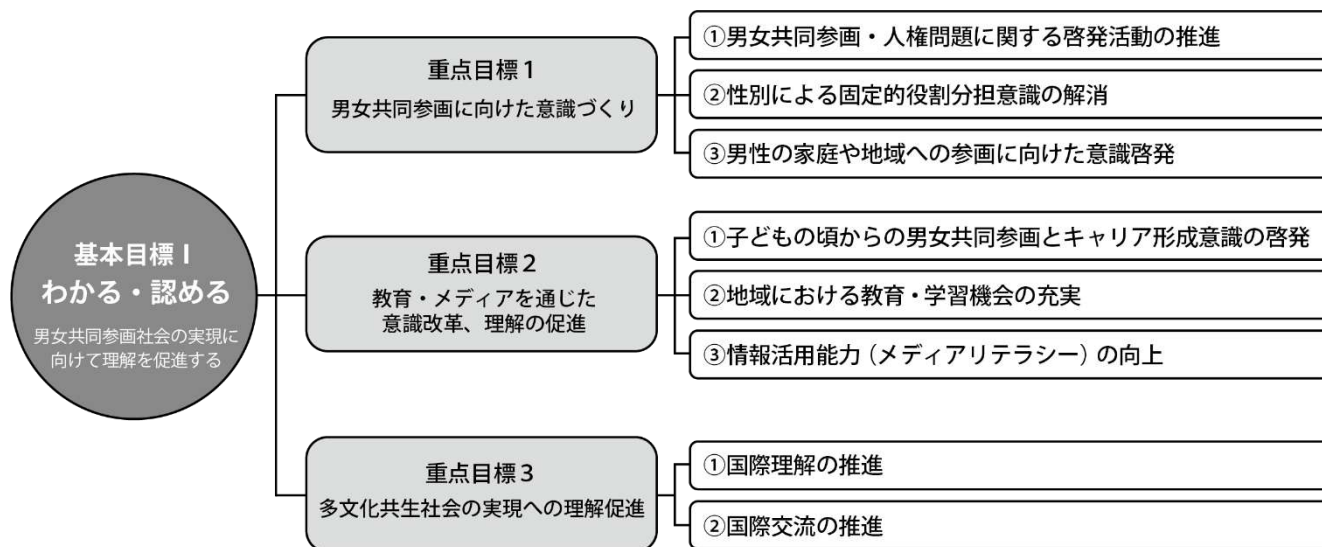 基本目標Ⅰ
わかる・認める
男女共同参画社会の実現に
向けて理解を促進する
重点目標1
男女共同参画に向けた意識づくり
①男女共同参画・人権問題に関する啓発活動の推進
②性別による固定的役割分担意識の解消
③男性の家庭や地域への参画に向けた意識啓発
重点目標2
教育・メディアを通じた
意識改革、理解の促進
①子どもの頃からの男女共同参画とキャリア形成意識の啓発
②地域における教育・学習機会の充実
③情報活用能力（メディアリテラシー）の向上
重点目標3
多文化共生社会の実現への理解促進
①国際理解の推進
②国際交流の推進